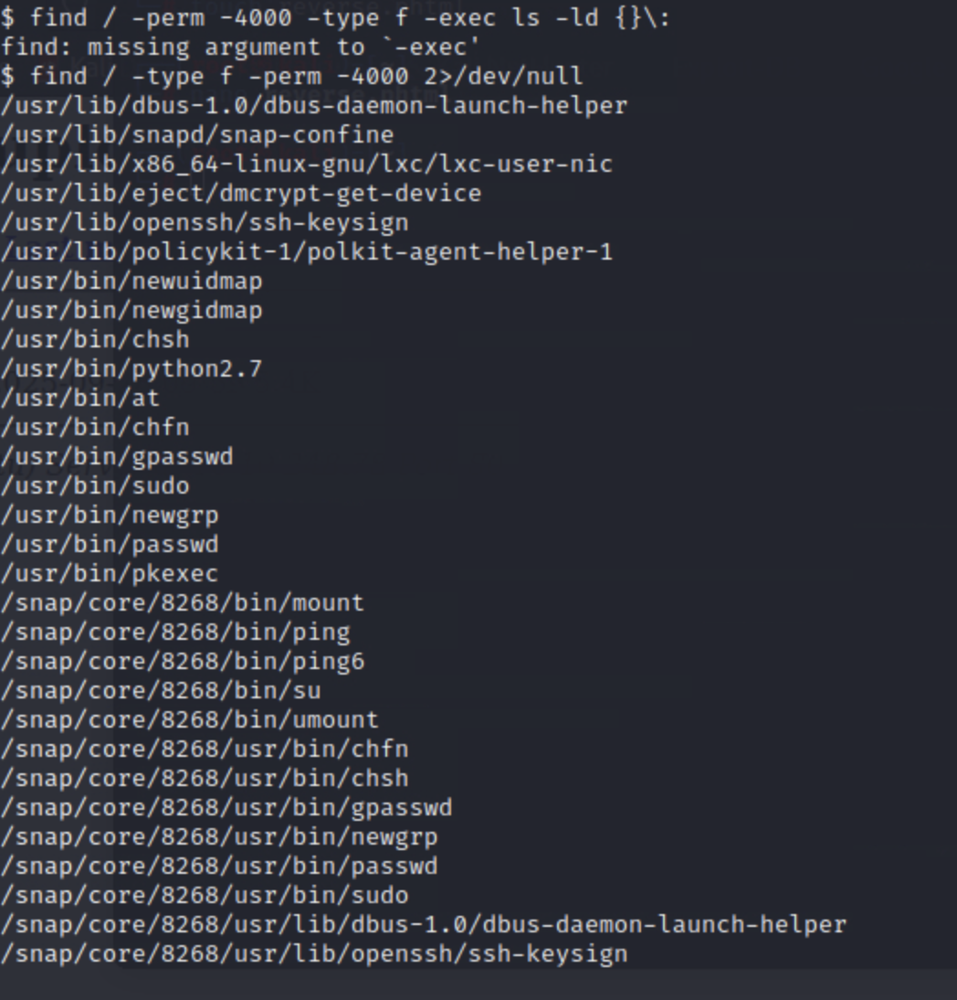 $ find / -perm -4000 -type f -exec ls -ld {}\:
find: missing argument to `-exec'
$ find / -type f -perm -4000 2>/dev/null
/usr/lib/dbus-1.0/dbus-daemon-launch-helper
/usr/lib/snapd/snap-confine
/usr/lib/x86_64-linux-gnu/lxc/lxc-user-nic
/usr/lib/eject/dmcrypt-get-device
/usr/lib/openssh/ssh-keysign
/usr/lib/policykit-1/polkit-agent-helper-1
/usr/bin/newuidmap
/usr/bin/newgidmap
/usr/bin/chsh
/usr/bin/python2.7
/usr/bin/at
/usr/bin/chfn
/usr/bin/gpasswd
/usr/bin/sudo
/usr/bin/newgrp
/usr/bin/passwd
/usr/bin/pkexec
/snap/core/8268/bin/mount
/snap/core/8268/bin/ping
/snap/core/8268/bin/ping6
/snap/core/8268/bin/su
/snap/core/8268/bin/umount
/snap/core/8268/usr/bin/chfn
/snap/core/8268/usr/bin/chsh
/snap/core/8268/usr/bin/gpasswd
/snap/core/8268/usr/bin/newgrp
/snap/core/8268/usr/bin/passwd
/snap/core/8268/usr/bin/sudo
/snap/core/8268/usr/lib/dbus-1.0/dbus-daemon-launch-helper
/snap/core/8268/usr/lib/openssh/ssh-keysign